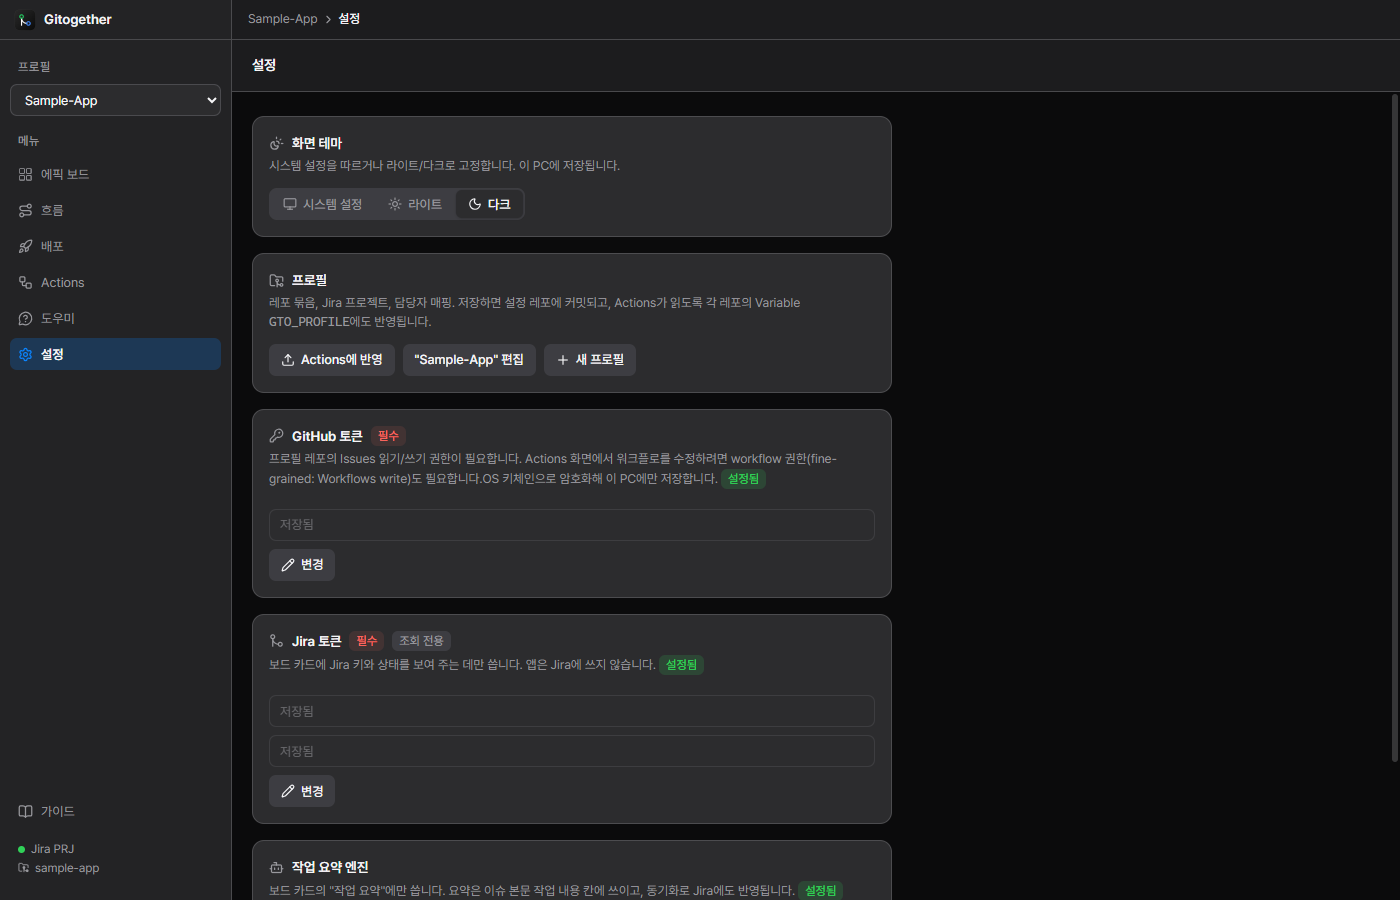 Gitogether
프로필
Sample-App
메뉴
에픽 보드
흐름
배포
Actions
도우미
설정
가이드
Jira PRJ
sample-app
Sample-App > 설정
설정
화면 테마
시스템 설정을 따르거나 라이트/다크로 고정합니다. 이 PC에 저장됩니다.
시스템 설정 라이트 다크
프로필
레포 묶음, Jira 프로젝트, 담당자 매핑. 저장하면 설정 레포에 커밋되고, Actions가 읽도록 각 레포의 Variable
GTO_PROFILE에도 반영됩니다.
Actions에 반영 "Sample-App" 편집 새 프로필
GitHub 토큰 필수
프로필 레포의 Issues 읽기/쓰기 권한이 필요합니다. Actions 화면에서 워크플로를 수정하려면 workflow 권한(fine-
grained: Workflows write)도 필요합니다.OS 키체인으로 암호화해 이 PC에만 저장합니다. 설정됨
저장됨
변경
Jira 토큰 필수 조회 전용
보드 카드에 Jira 키와 상태를 보여 주는 데만 씁니다. 앱은 Jira에 쓰지 않습니다. 설정됨
저장됨
저장됨
변경
작업 요약 엔진
보드 카드의 "작업 요약"에만 씁니다. 요약은 이슈 본문 작업 내용 칸에 쓰이고, 동기화로 Jira에도 반영됩니다. 설정됨